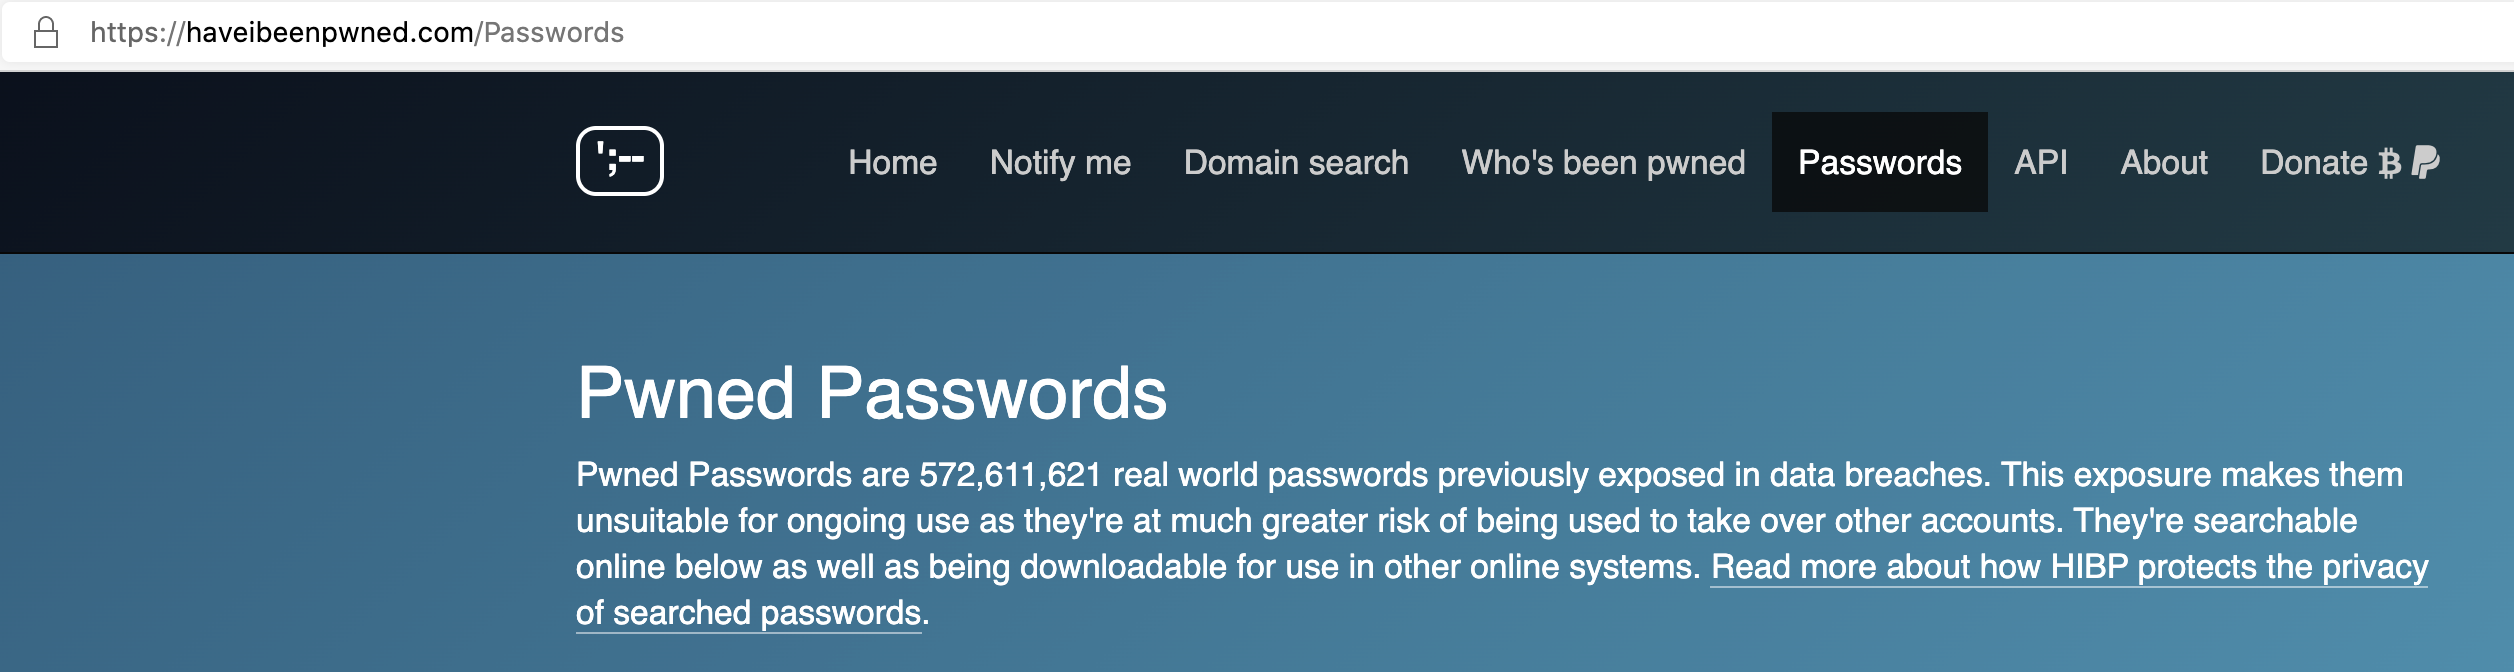 https://haveibeenpwned.com/Passwords
';--
Home Notify me Domain search Who's been pwned Passwords API About Donate
Pwned Passwords
Pwned Passwords are 572,611,621 real world passwords previously exposed in data breaches. This exposure makes them
unsuitable for ongoing use as they're at much greater risk of being used to take over other accounts. They're searchable
online below as well as being downloadable for use in other online systems. Read more about how HIBP protects the privacy
of searched passwords.